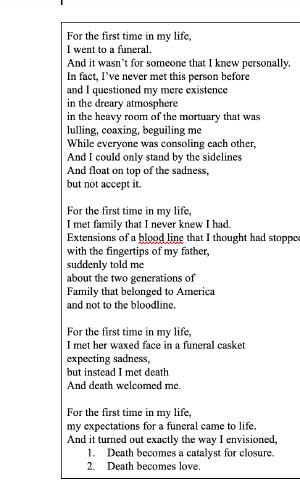 For the first time in my life,
I went to a funeral.
And it wasn't for someone that I knew personally.
In fact, I've never met this person before
and I questioned my mere existence
in the dreary atmosphere
in the heavy room of the mortuary that was
lulling, coaxing, beguiling me
While everyone was consoling each other,
And I could only stand by the sidelines
And float on top of the sadness,
but not accept it.
For the first time in my life,
I met family that I never knew I had.
Extensions of a blood line that I thought had stopped
with the fingertips of my father,
suddenly told me
about the two generations of
Family that belonged to America
and not to the bloodline.
For the first time in my life,
I met her waxed face in a funeral casket
expecting sadness,
but instead I met death
And death welcomed me.
For the first time in my life,
my expectations for a funeral came to life.
And it turned out exactly the way I envisioned,
1. Death becomes a catalyst for closure.
2. Death becomes love.